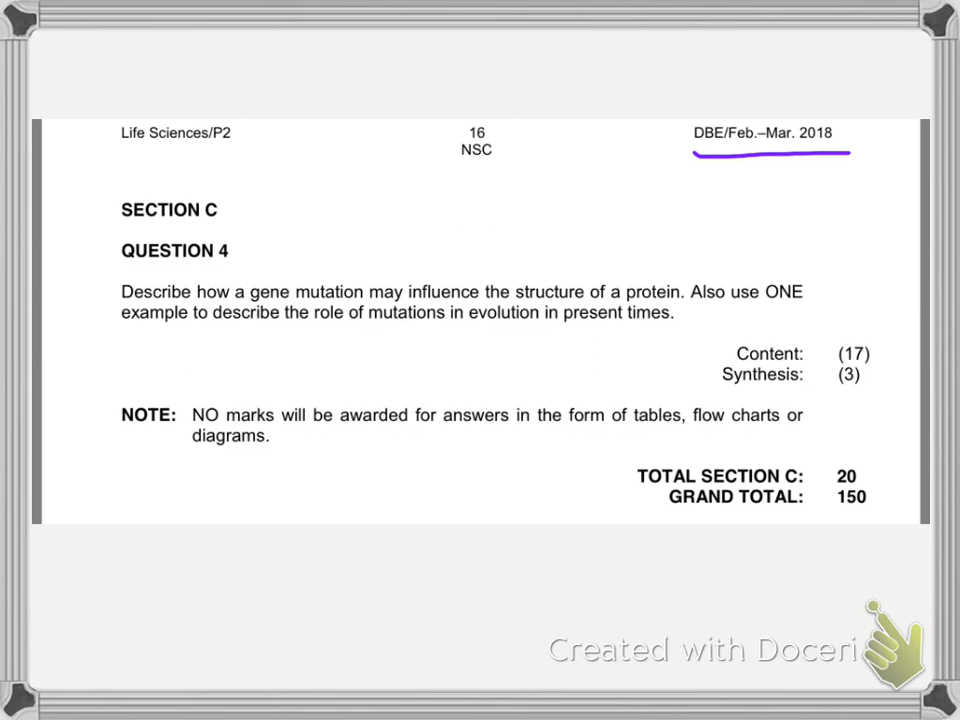 Life Sciences/P2 16 DBE/Feb.–Mar. 2018
NSC
SECTION C
QUESTION 4
Describe how a gene mutation may influence the structure of a protein. Also use ONE
example to describe the role of mutations in evolution in present times.
Content: (17)
Synthesis: (3)
NOTE: NO marks will be awarded for answers in the form of tables, flow charts or
diagrams.
TOTAL SECTION C: 20
GRAND TOTAL: 150
Created with Doceri